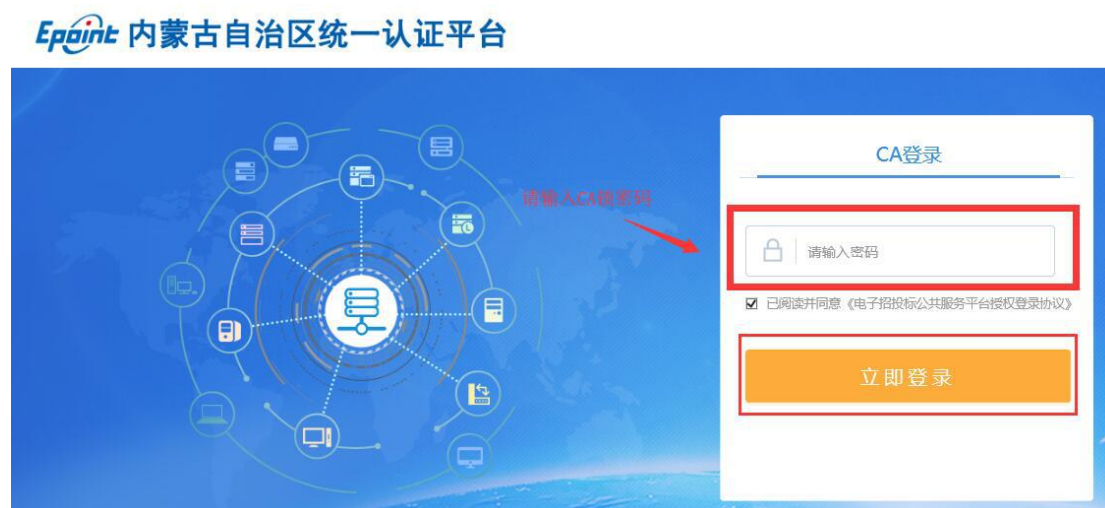 Epoint 内蒙古自治区统一认证平台
CA登录
请输入CA锁密码
请输入密码
已阅读并同意《电子招投标公共服务平台授权登录协议》
立即登录